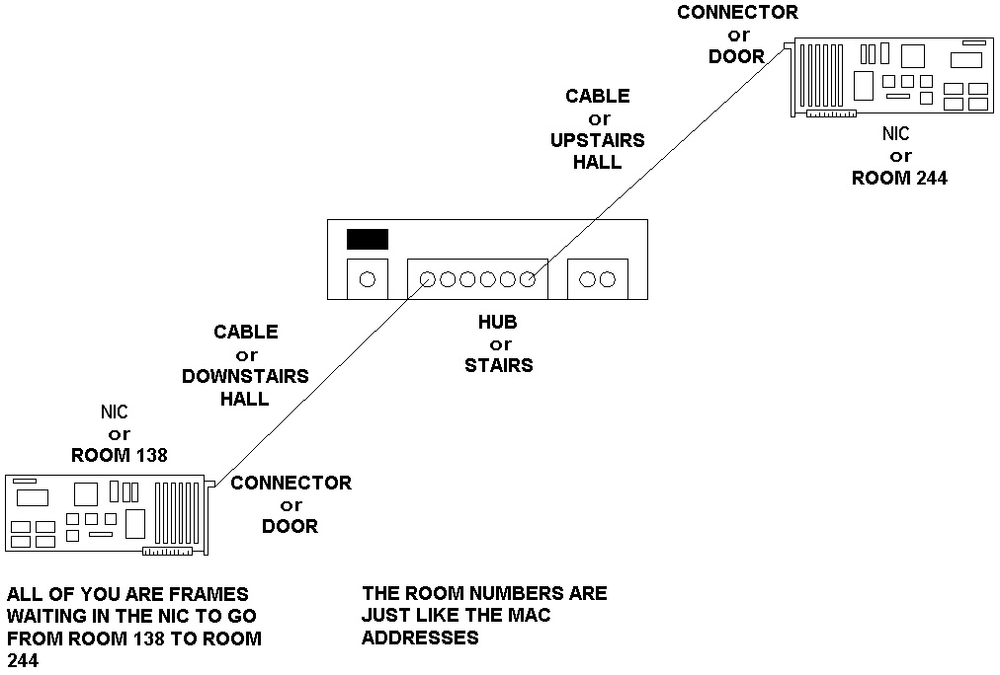 CONNECTOR
or
DOOR
CABLE
or
UPSTAIRS
HALL
NIC
or
ROOM 244
HUB
or
STAIRS
CABLE
or
DOWNSTAIRS
HALL
NIC
or
ROOM 138
CONNECTOR
or
DOOR
ALL OF YOU ARE FRAMES
WAITING IN THE NIC TO GO
FROM ROOM 138 TO ROOM
244
THE ROOM NUMBERS ARE
JUST LIKE THE MAC
ADDRESSES